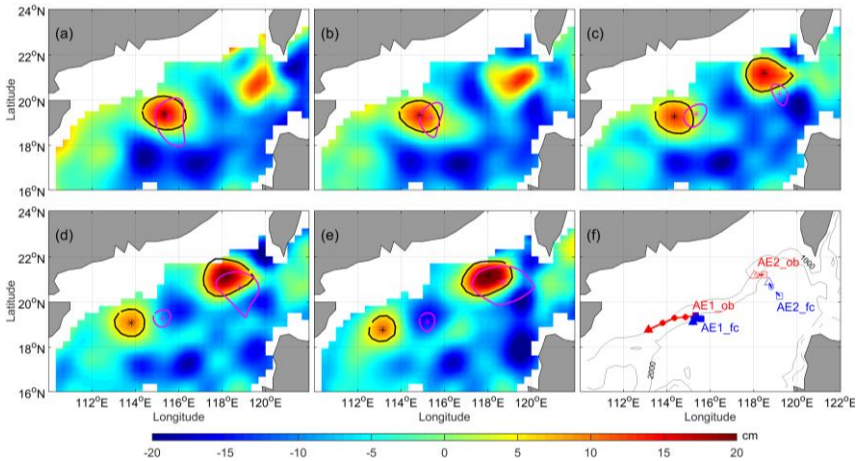 24°N
(a)
(b)
(c)
22°N
Latitude
20°N
18°N
16°N
24°N
(d)
(e)
(f)
1000
22°N
AE2_ob
Latitude
20°N
AE1_ob
AE2_fc
AE1_fc
18°N
2000
16°N
112°E 114°E 116°E 118°E 120°E
112°E 114°E 116°E 118°E 120°E
112°E 114°E 116°E 118°E 120°E 122°E
Longitude
Longitude
Longitude
cm
-20 -15 -10 -5 0 5 10 15 20